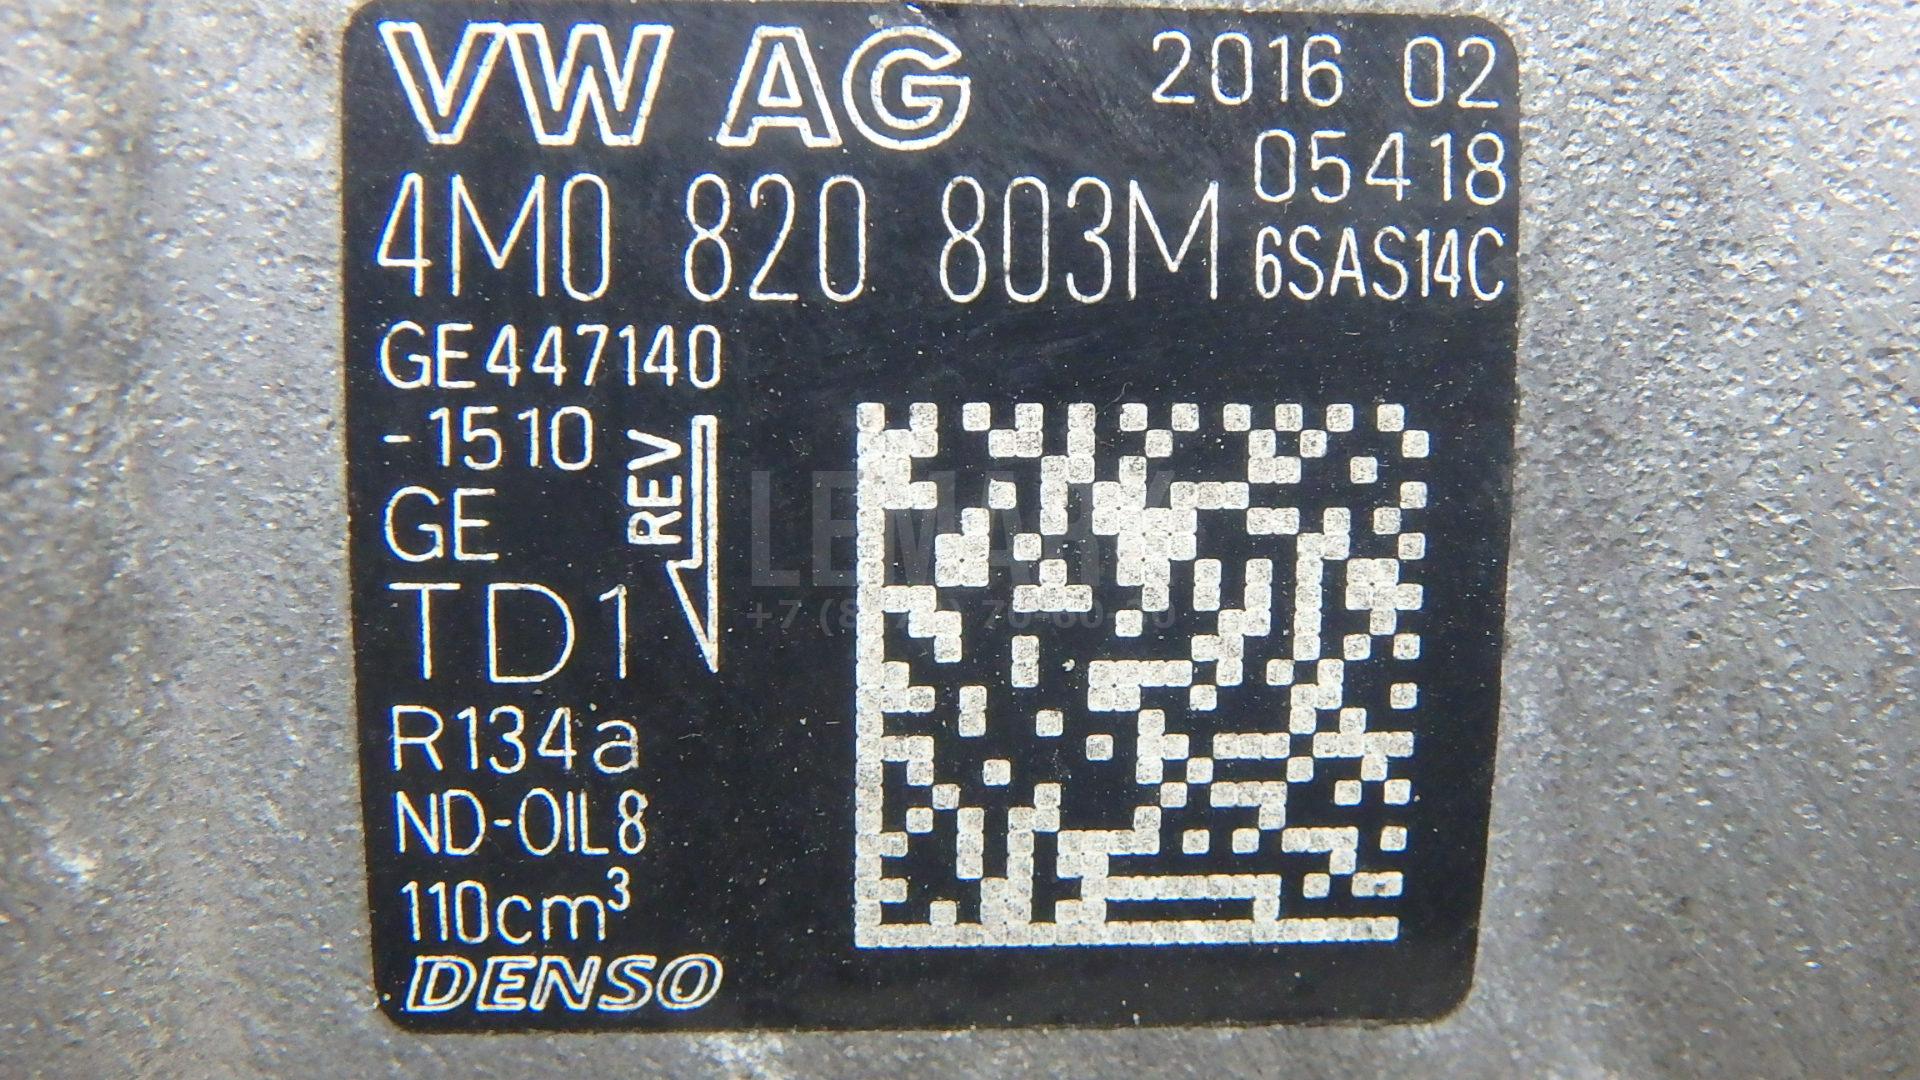 VW AG 2016 02
05418
4M0 820 803M 6SAS14C
GE447140
-1510
REV
GE
TD1
R134a
ND-OIL8
110cm³
DENSO
LEMARK